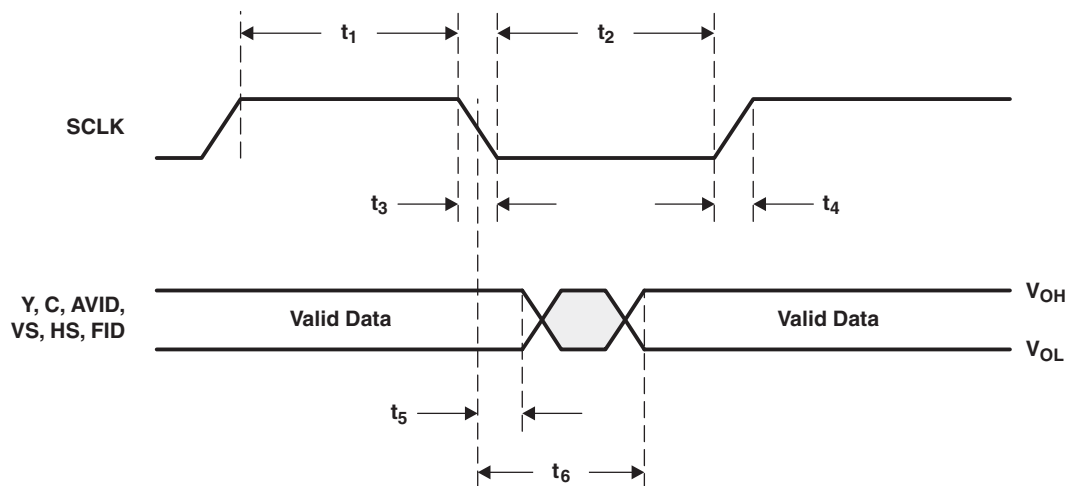 t1
t2
SCLK
t3
t4
Y, C, AVID,
VS, HS, FID
Valid Data
Valid Data
VOH
VOL
t5
t6